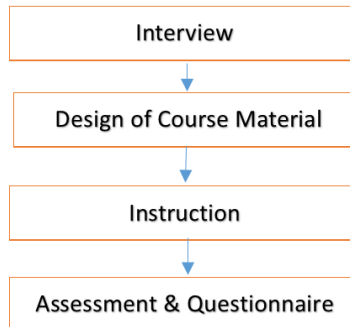 Interview
Design of Course Material
Instruction
Assessment & Questionnaire